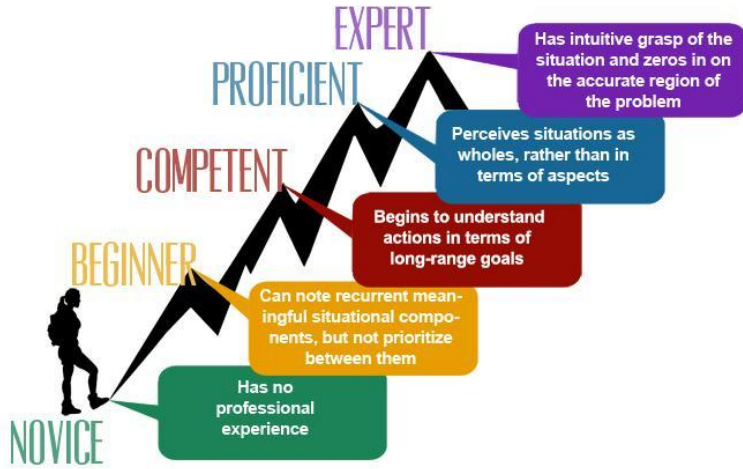 EXPERT
Has intuitive grasp of the
situation and zeros in on
the accurate region of
the problem
PROFICIENT
Perceives situations as
wholes, rather than in
terms of aspects
COMPETENT
Begins to understand
actions in terms of
long-range goals
BEGINNER
Can note recurrent mean-
ingful situational compo-
nents, but not prioritize
between them
NOVICE
Has no
professional
experience